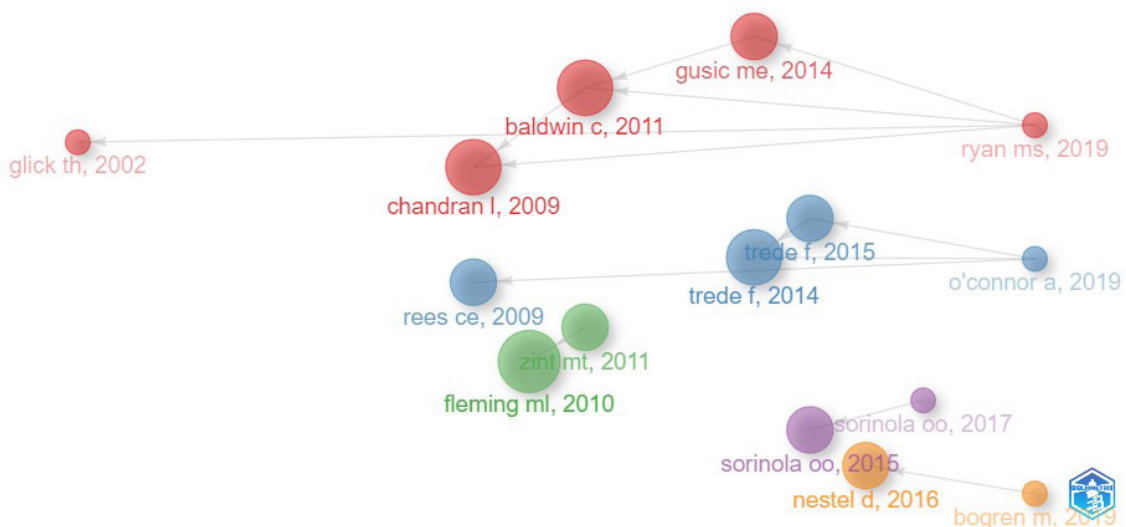 gusic me, 2014
baldwin c, 2011
glick th, 2002
ryan ms, 2019
chandran l, 2009
trede f, 2015
o'connor a, 2019
trede f, 2014
rees ce, 2009
zint mt, 2011
fleming ml, 2010
sorinola oo, 2017
sorinola oo, 2015
nestel d, 2016
bogren m, 2019
BIBLIOMETRIX